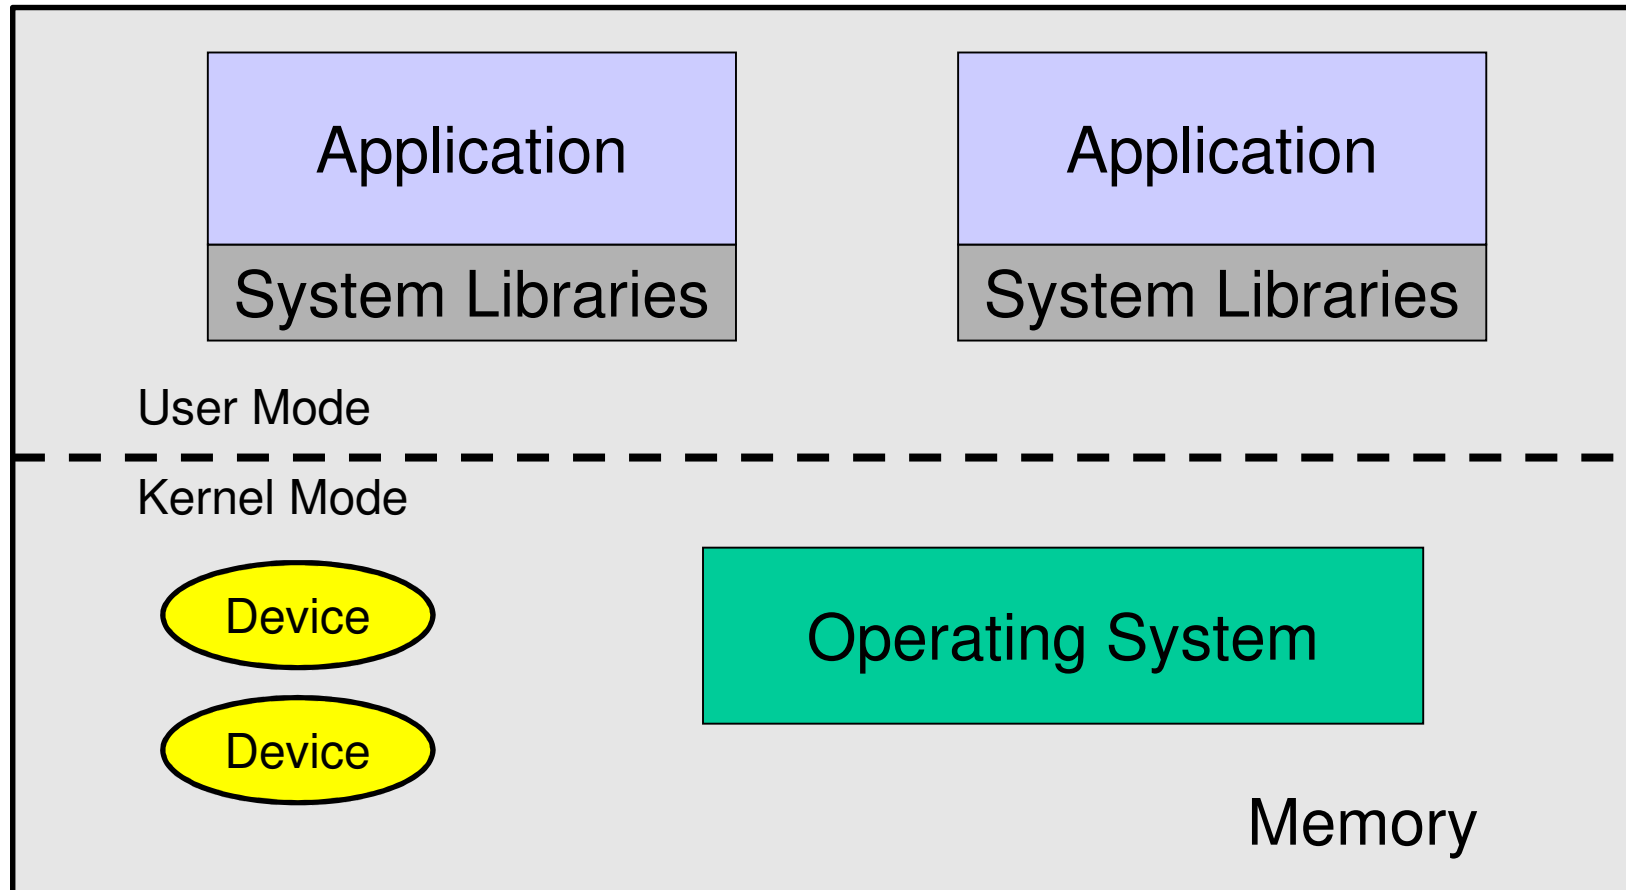 Application
Application
System Libraries
System Libraries
User Mode
Kernel Mode
Device
Operating System
Device
Memory